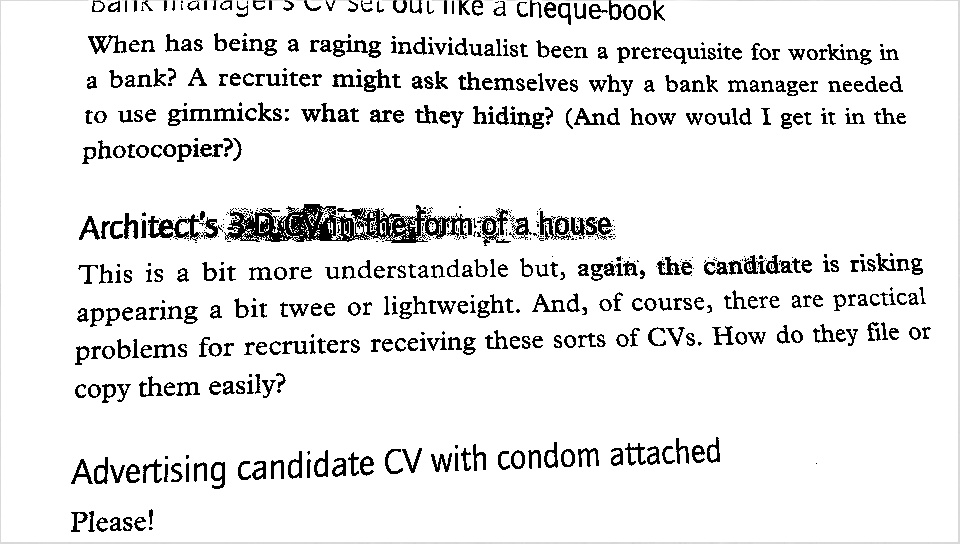 Bank manager's CV set out like a cheque-book
When has being a raging individualist been a prerequisite for working in
a bank? A recruiter might ask themselves why a bank manager needed
to use gimmicks: what are they hiding? (And how would I get it in the
photocopier?)
Architect's 3-D CV in the form of a house
This is a bit more understandable but, again, the candidate is risking
appearing a bit twee or lightweight. And, of course, there are practical
problems for recruiters receiving these sorts of CVs. How do they file or
copy them easily?
Advertising candidate CV with condom attached
Please!